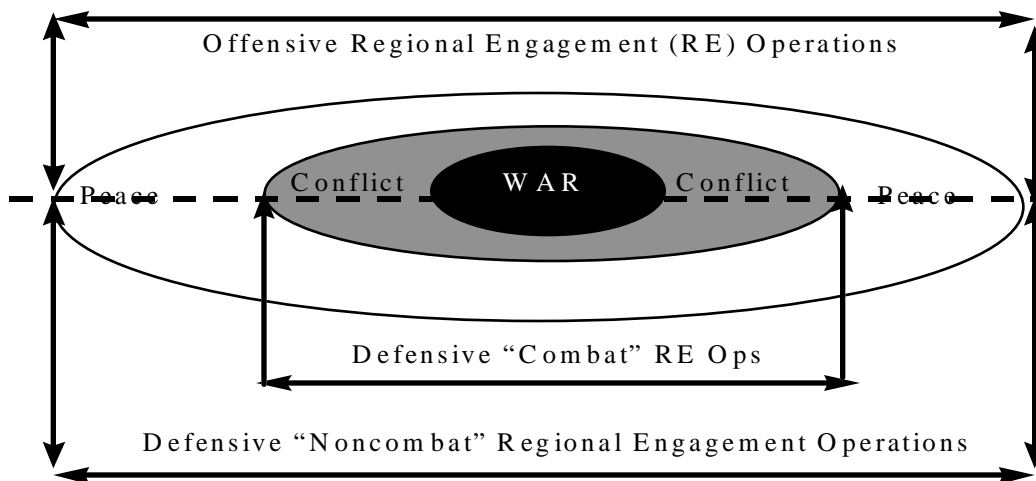 Offensive Regional Engagement (RE) Operations
Peace Conflict WAR Conflict Peace
Defensive “Combat” RE Ops
Defensive “Noncombat” Regional Engagement Operations